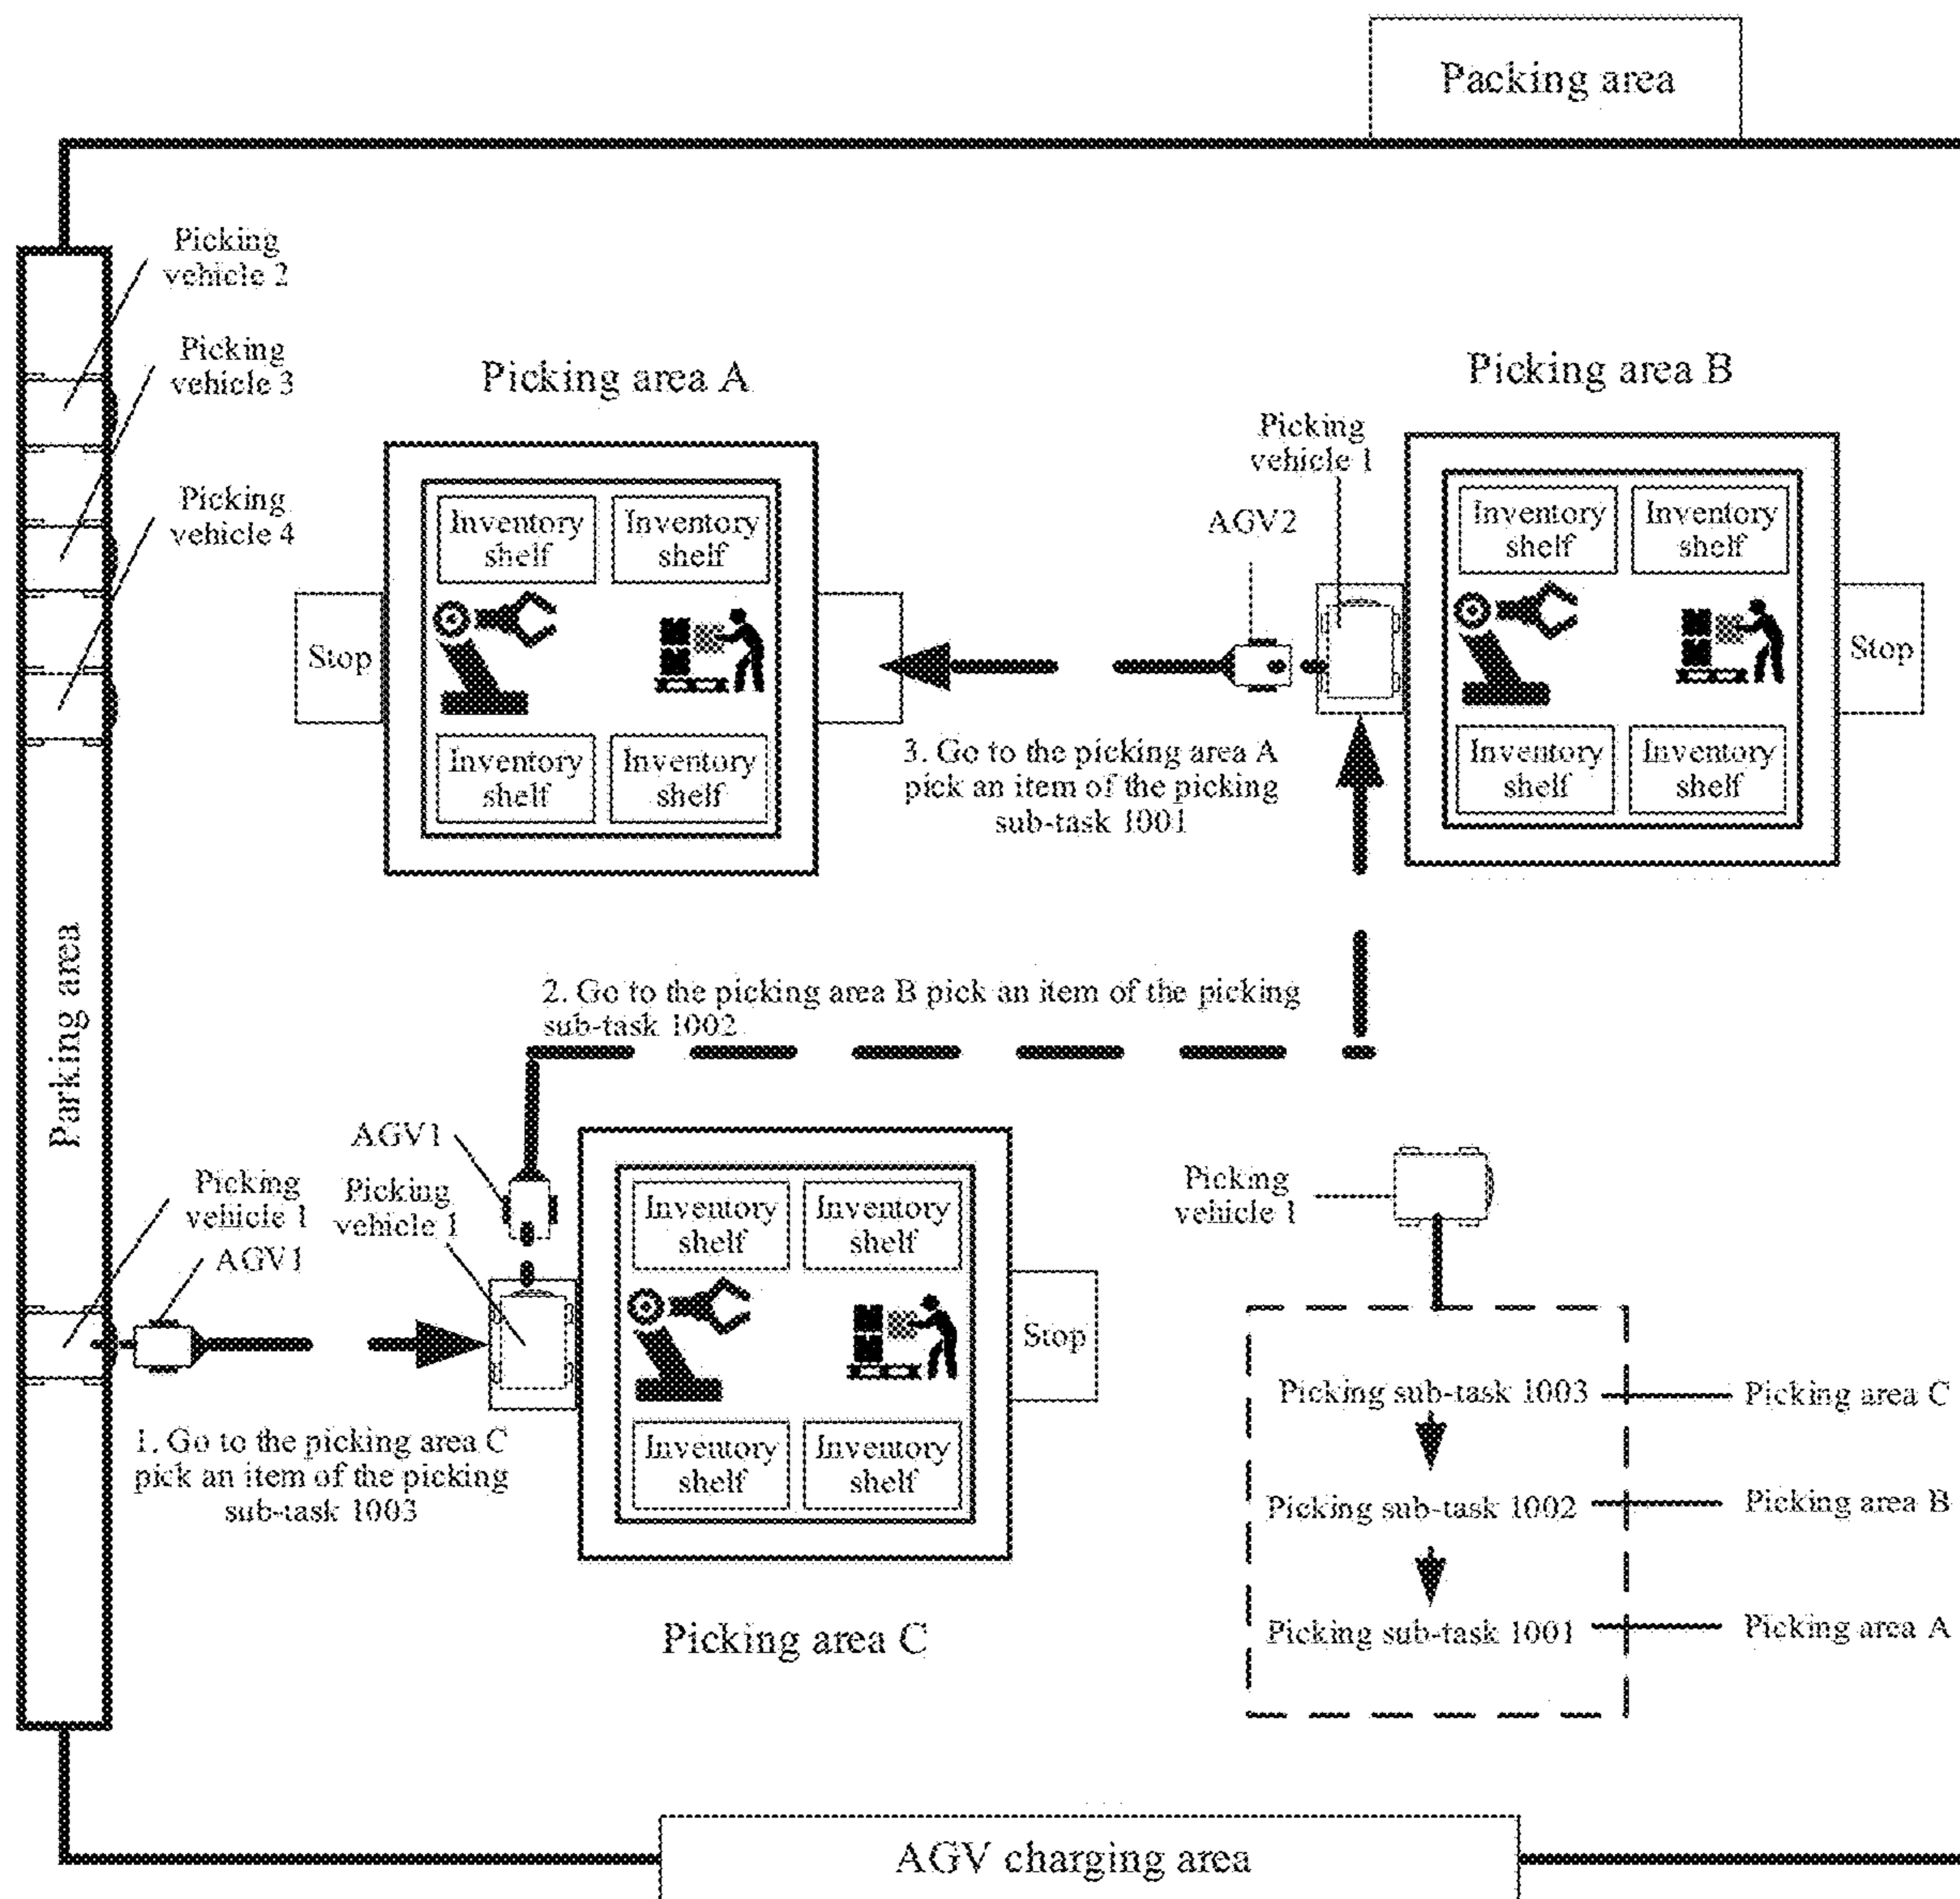 Packing area
Picking
vehicle 2
Picking
vehicle 3
Picking
vehicle 4
Picking area A
Inventory
shelf
Inventory
shelf
Stop
Inventory
shelf
Inventory
shelf
Picking area B
Picking
vehicle 1
AGV2
Inventory
shelf
Inventory
shelf
Stop
Inventory
shelf
Inventory
shelf
3. Go to the picking area A
pick an item of the picking
sub-task 1001
Parking area
2. Go to the picking area B pick an item of the picking
sub-task 1002
AGV1
Picking
vehicle 1
Picking
vehicle 1
AGV1
Inventory
shelf
Inventory
shelf
Stop
Inventory
shelf
Inventory
shelf
1. Go to the picking area C
pick an item of the picking
sub-task 1003
Picking area C
Picking
vehicle 1
Picking sub-task 1003
Picking area C
Picking sub-task 1002
Picking area B
Picking sub-task 1001
Picking area A
AGV charging area